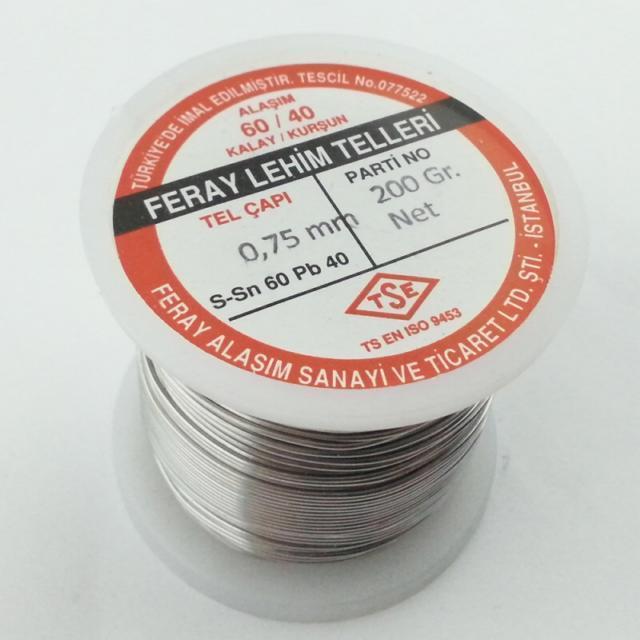 TÜRKİYE'DE İMAL EDİLMİŞTİR. TESCİL No.077522
ALAŞIM
60 / 40
KALAY / KURŞUN
FERAY LEHİM TELLERİ
TEL ÇAPI
0,75 mm
PARTİ NO
200 Gr.
Net
S-Sn 60 Pb 40
TSE
TS EN ISO 9453
FERAY ALAŞIM SANAYİ VE TİCARET LTD. ŞTİ. - İSTANBUL